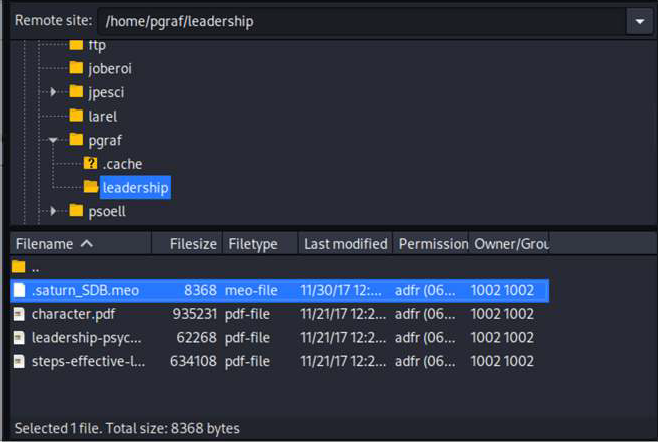 Remote site: /home/pgraf/leadership
ftp
joberoi
jpesci
larel
pgraf
? .cache
leadership
psoell
Filename Filesize Filetype Last modified Permission Owner/Grou
..
.saturn_SDB.meo 8368 meo-file 11/30/17 12:... adfr (06... 1002 1002
character.pdf 935231 pdf-file 11/21/17 12:2... adfr (06... 1002 1002
leadership-psyc... 62268 pdf-file 11/21/17 12:2... adfr (06... 1002 1002
steps-effective-l... 634108 pdf-file 11/21/17 12:2... adfr (06... 1002 1002
Selected 1 file. Total size: 8368 bytes